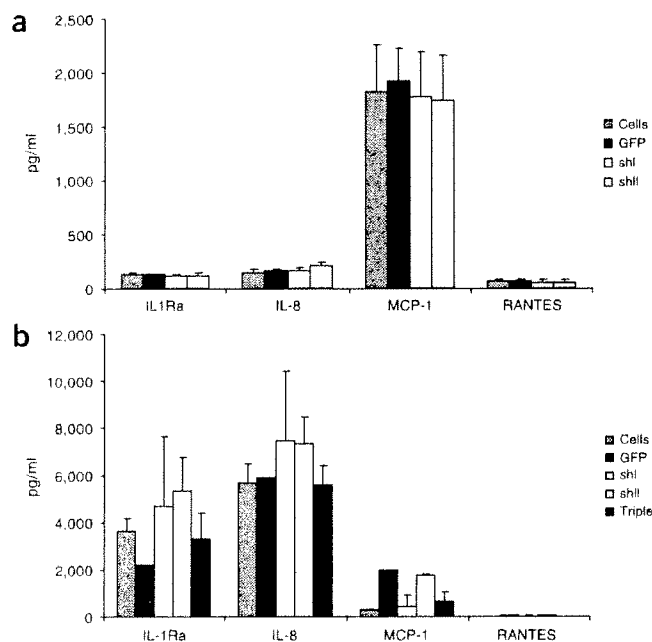 a
2,500
2,000
1,500
1,000
500
0
pg/ml
iL1Ra
IL-8
MCP-1
RANTES
Cells
GFP
shI
shII
b
12,000
10,000
8,000
6,000
4,000
2,000
0
pg/ml
IL-1Ra
IL-8
MCP-1
RANTES
Cells
GFP
shI
shII
Triple